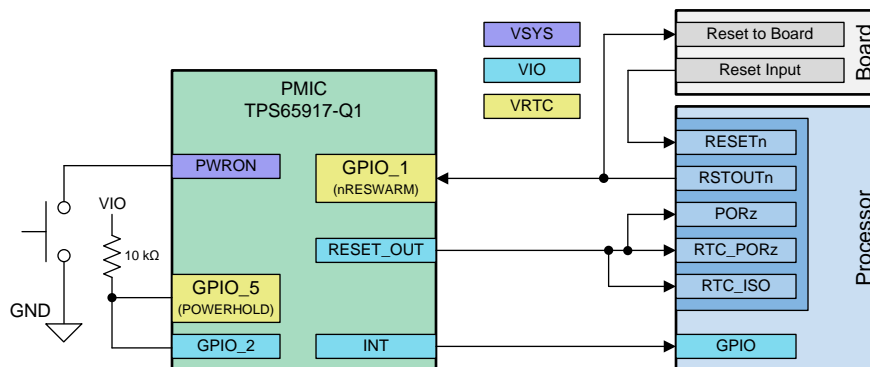 VSYS
VIO
VRTC
Reset to Board
Reset Input
Board
PMIC
TPS65917-Q1
PWRON
GPIO_1
(nRESWARM)
RESET_OUT
GPIO_5
(POWERHOLD)
GPIO_2
INT
VIO
10 kΩ
GND
RESETn
RSTOUTn
PORz
RTC_PORz
RTC_ISO
GPIO
Processor